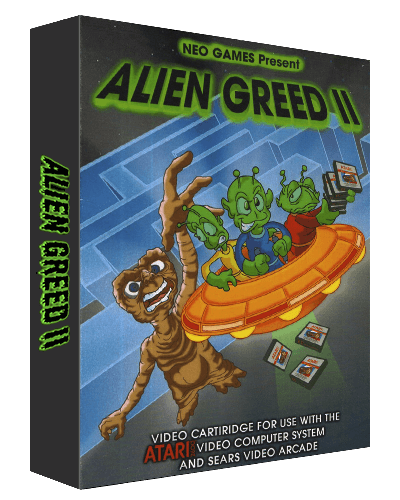 NEO GAMES Present
ALIEN GREED II
ALIEN GREED II
VIDEO CARTRIDGE FOR USE WITH THE
ATARI VIDEO COMPUTER SYSTEM
AND SEARS VIDEO ARCADE